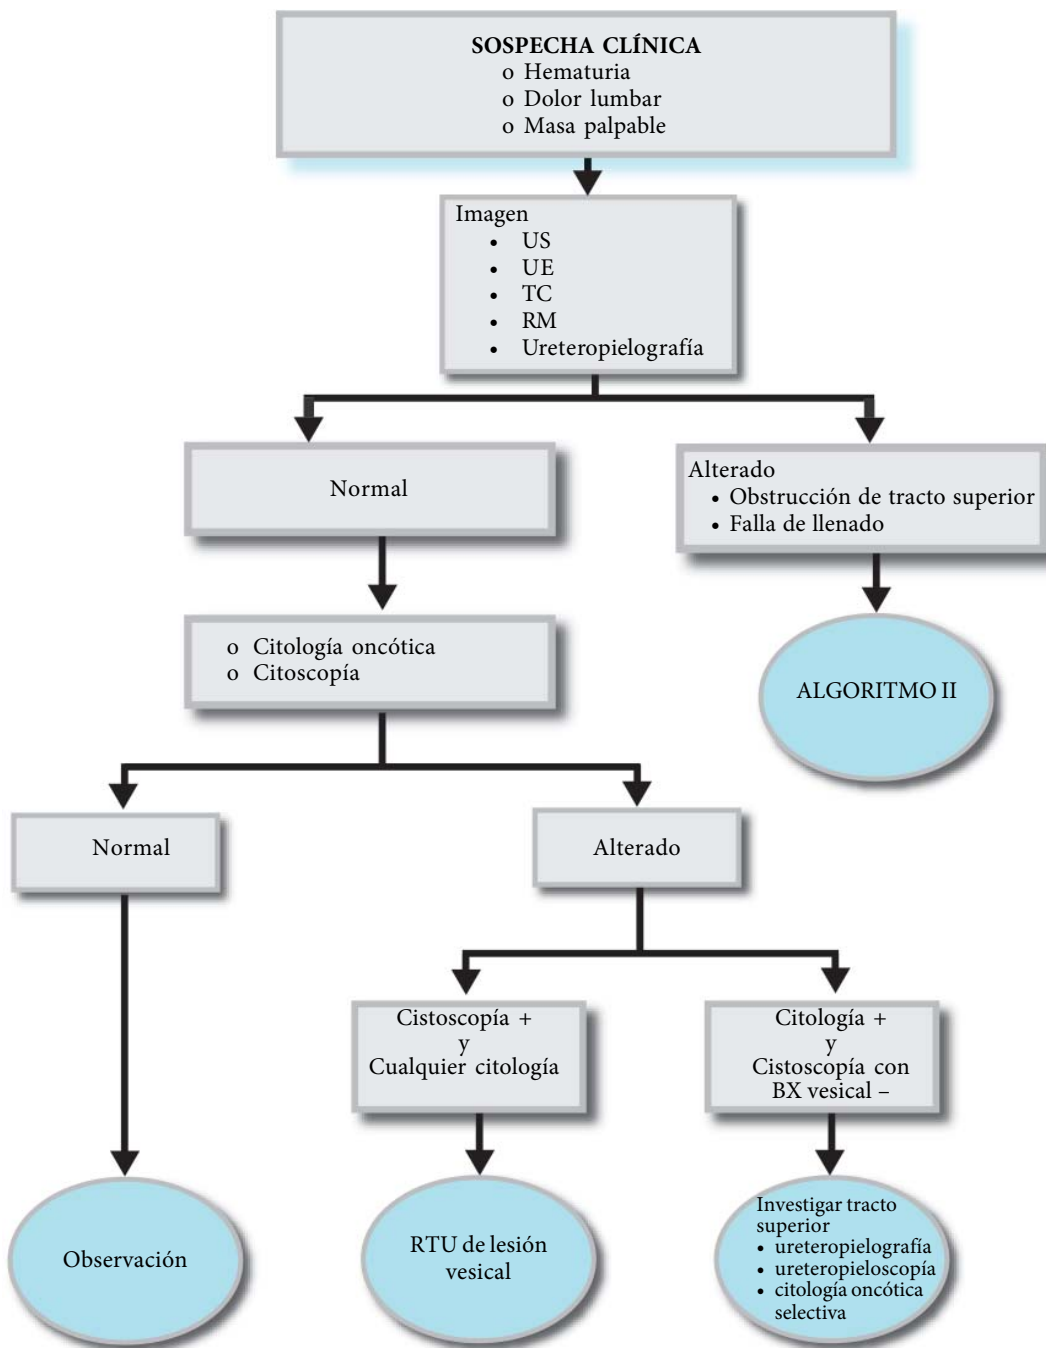 SOSPECHA CLÍNICA
o Hematuria
o Dolor lumbar
o Masa palpable
Imagen
• US
• UE
• TC
• RM
• Ureteropielografía
Normal
Alterado
• Obstrucción de tracto superior
• Falla de llenado
o Citología oncótica
o Citoscopía
ALGORITMO II
Normal
Alterado
Cistoscopía +
y
Cualquier citología
Citología +
y
Cistoscopía con
BX vesical –
Observación
RTU de lesión
vesical
Investigar tracto
superior
• ureteropielografía
• ureteropieloscopía
• citología oncótica
selectiva